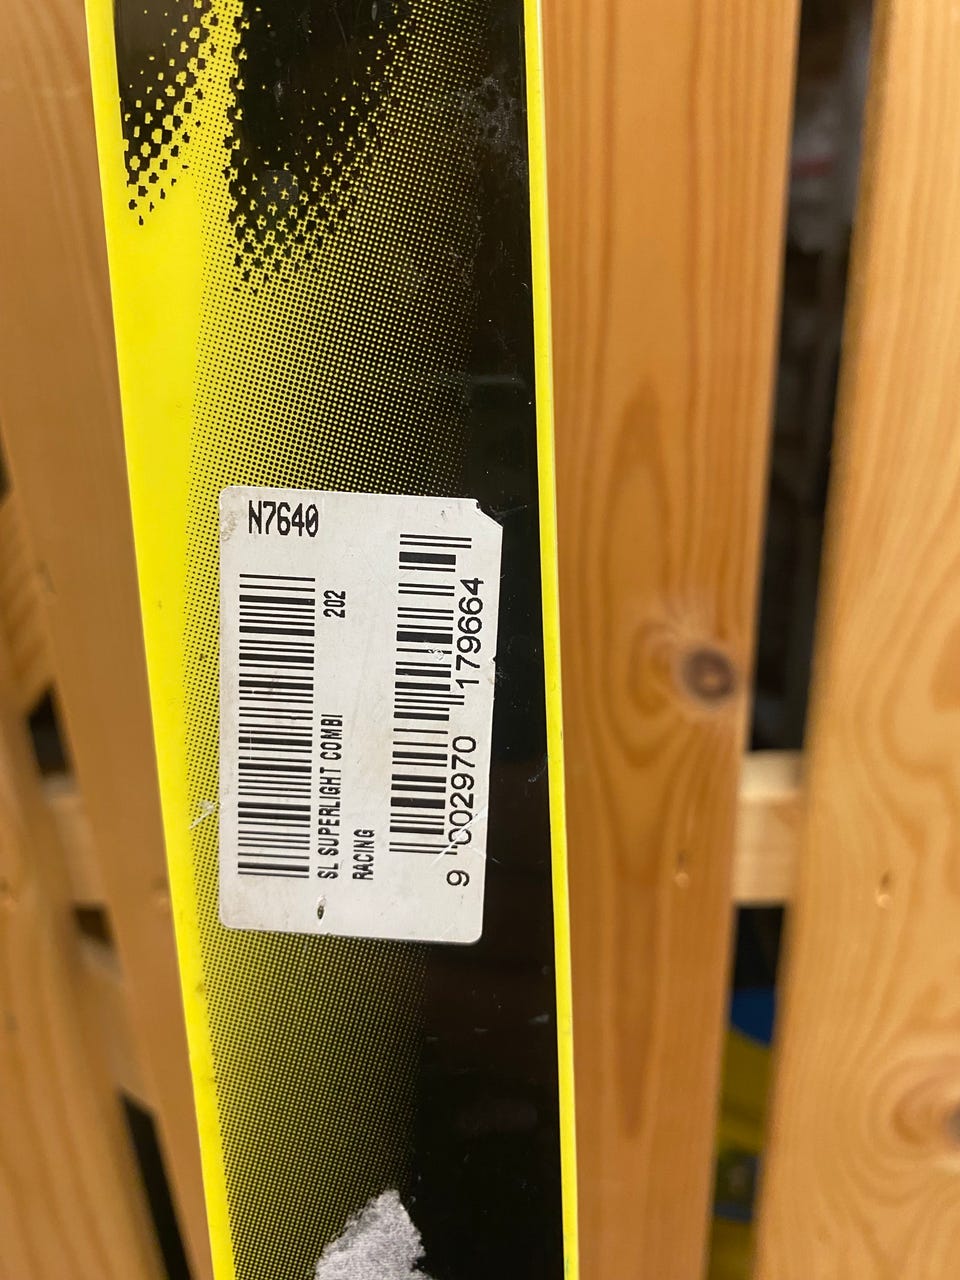 N7640
202
SL SUPERLIGHT COMBI
RACING
9 002970 179664